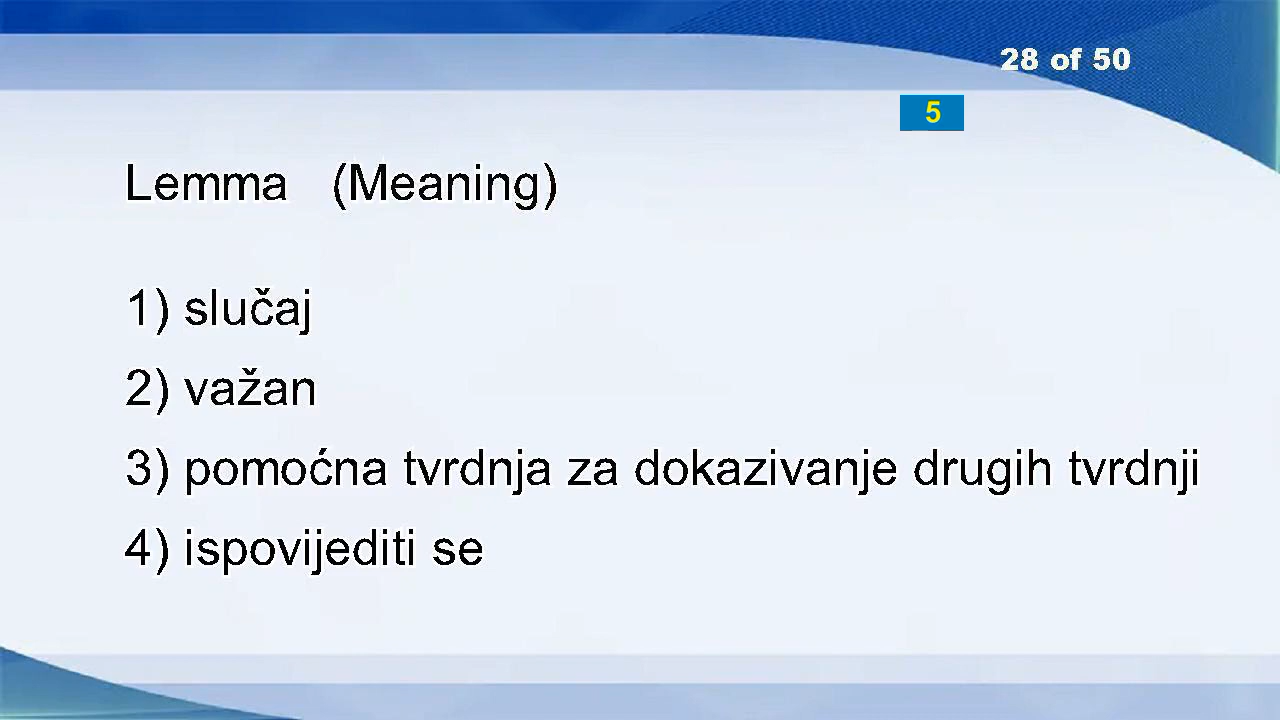 28 of 50
5
Lemma (Meaning)
1) slučaj
2) važan
3) pomoćna tvrdnja za dokazivanje drugih tvrdnji
4) ispovijediti se